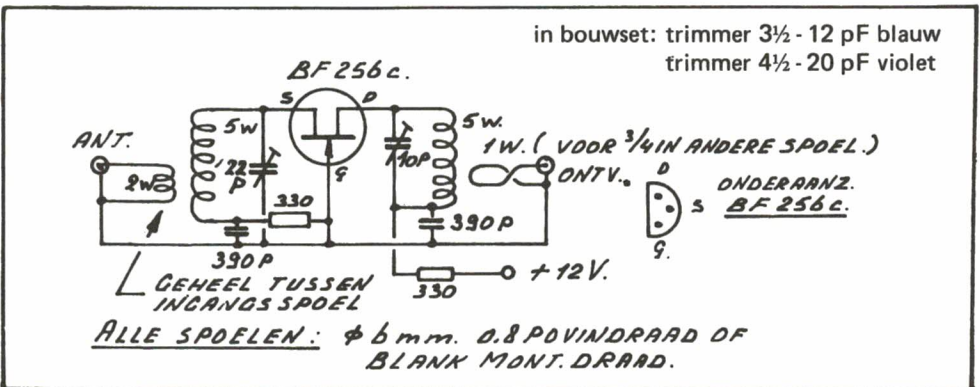 in bouwset: trimmer 3½ - 12 pF blauw
trimmer 4½ - 20 pF violet
BF 256c.
S
D
ANT.
5W
5W.
1W. ( VOOR 3/4 IN ANDERE SPOEL.)
2W
22
P
10P
G
ONTV.
D
S
G.
ONDERAANZ.
BF 256c.
330
390P
390P
GEHEEL TUSSEN
INGANGSSPOEL
330
+12V.
ALLE SPOELEN: φ 6mm. 0.8 POVINDRAAD OF
BLANK MONT. DRAAD.